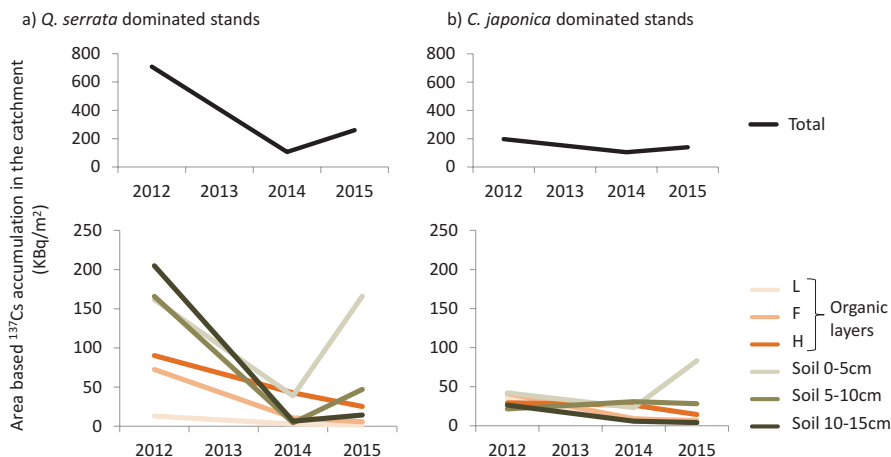 a) Q. serrata dominated stands
b) C. japonica dominated stands
Area based ¹³⁷Cs accumulation in the catchment
(KBq/m²)
800
600
400
200
0
2012 2013 2014 2015
800
600
400
200
0
2012 2013 2014 2015
Total
250
200
150
100
50
0
2012 2013 2014 2015
250
200
150
100
50
0
2012 2013 2014 2015
L
F
H
Organic
layers
Soil 0-5cm
Soil 5-10cm
Soil 10-15cm